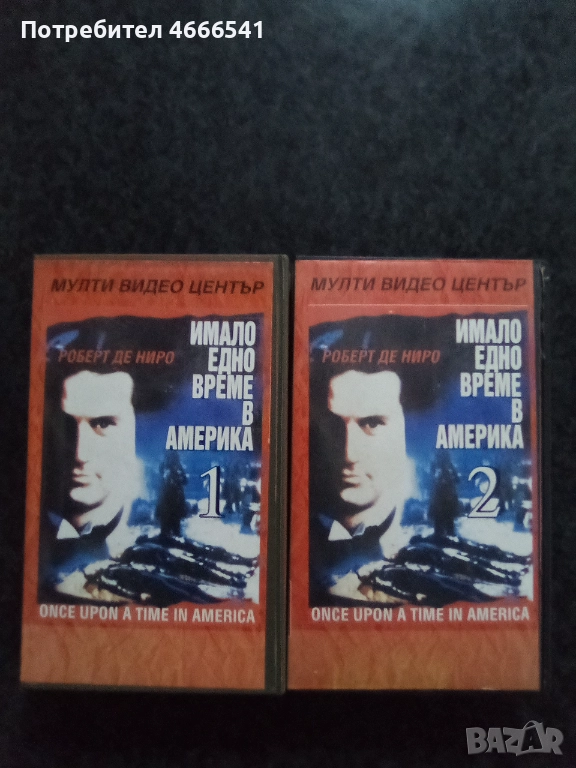 Потребител 4666541
МУЛТИ ВИДЕО ЦЕНТЪР
РОБЕРТ ДЕ НИРО
ИМАЛО
ЕДНО
ВРЕМЕ
В
АМЕРИКА
1
ONCE UPON A TIME IN AMERICA
МУЛТИ ВИДЕО ЦЕНТЪР
РОБЕРТ ДЕ НИРО
ИМАЛО
ЕДНО
ВРЕМЕ
В
АМЕРИКА
2
ONCE UPON A TIME IN AMERICA
BAZAR